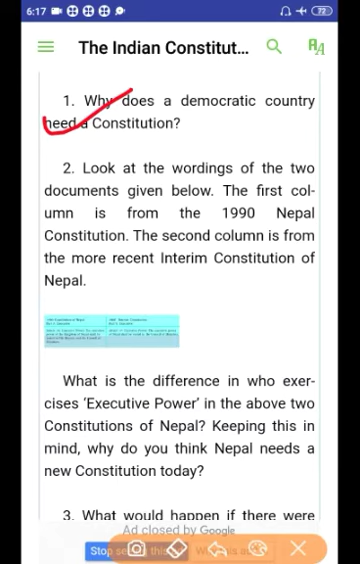 6:17
72
The Indian Constitut...
1. Why does a democratic country
need a Constitution?
2. Look at the wordings of the two
documents given below. The first col-
umn is from the 1990 Nepal
Constitution. The second column is from
the more recent Interim Constitution of
Nepal.
What is the difference in who exer-
cises ‘Executive Power’ in the above two
Constitutions of Nepal? Keeping this in
mind, why do you think Nepal needs a
new Constitution today?
3. What would happen if there were
Ad closed by Google